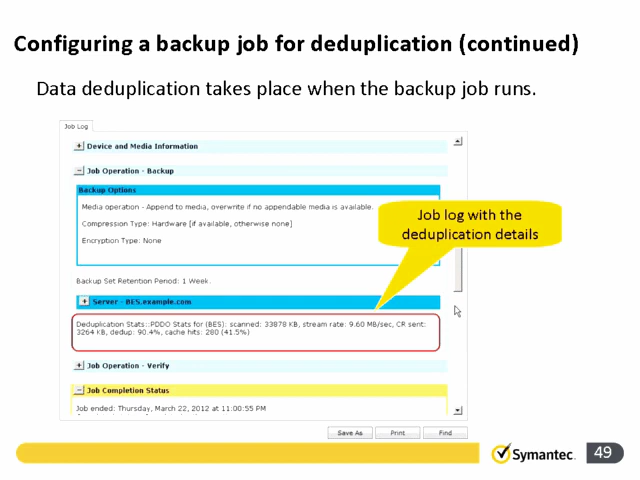 Configuring a backup job for deduplication (continued)
Data deduplication takes place when the backup job runs.
Job Log
Device and Media Information
Job Operation - Backup
Backup Options
Media operation - Append to media, overwrite if no appendable media is available.
Compression Type: Hardware [if available, otherwise none]
Encryption Type: None
Job log with the
deduplication details
Backup Set Retention Period: 1 Week.
Server - BES.example.com
Deduplication Stats::PDDO Stats for (BES): scanned: 33878 KB, stream rate: 9.60 MB/sec, CR sent:
3264 KB, dedup: 90.4%, cache hits: 280 (41.5%)
Job Operation - Verify
Job Completion Status
Job ended: Thursday, March 22, 2012 at 11:00:55 PM
Save As Print Find
Symantec. 49